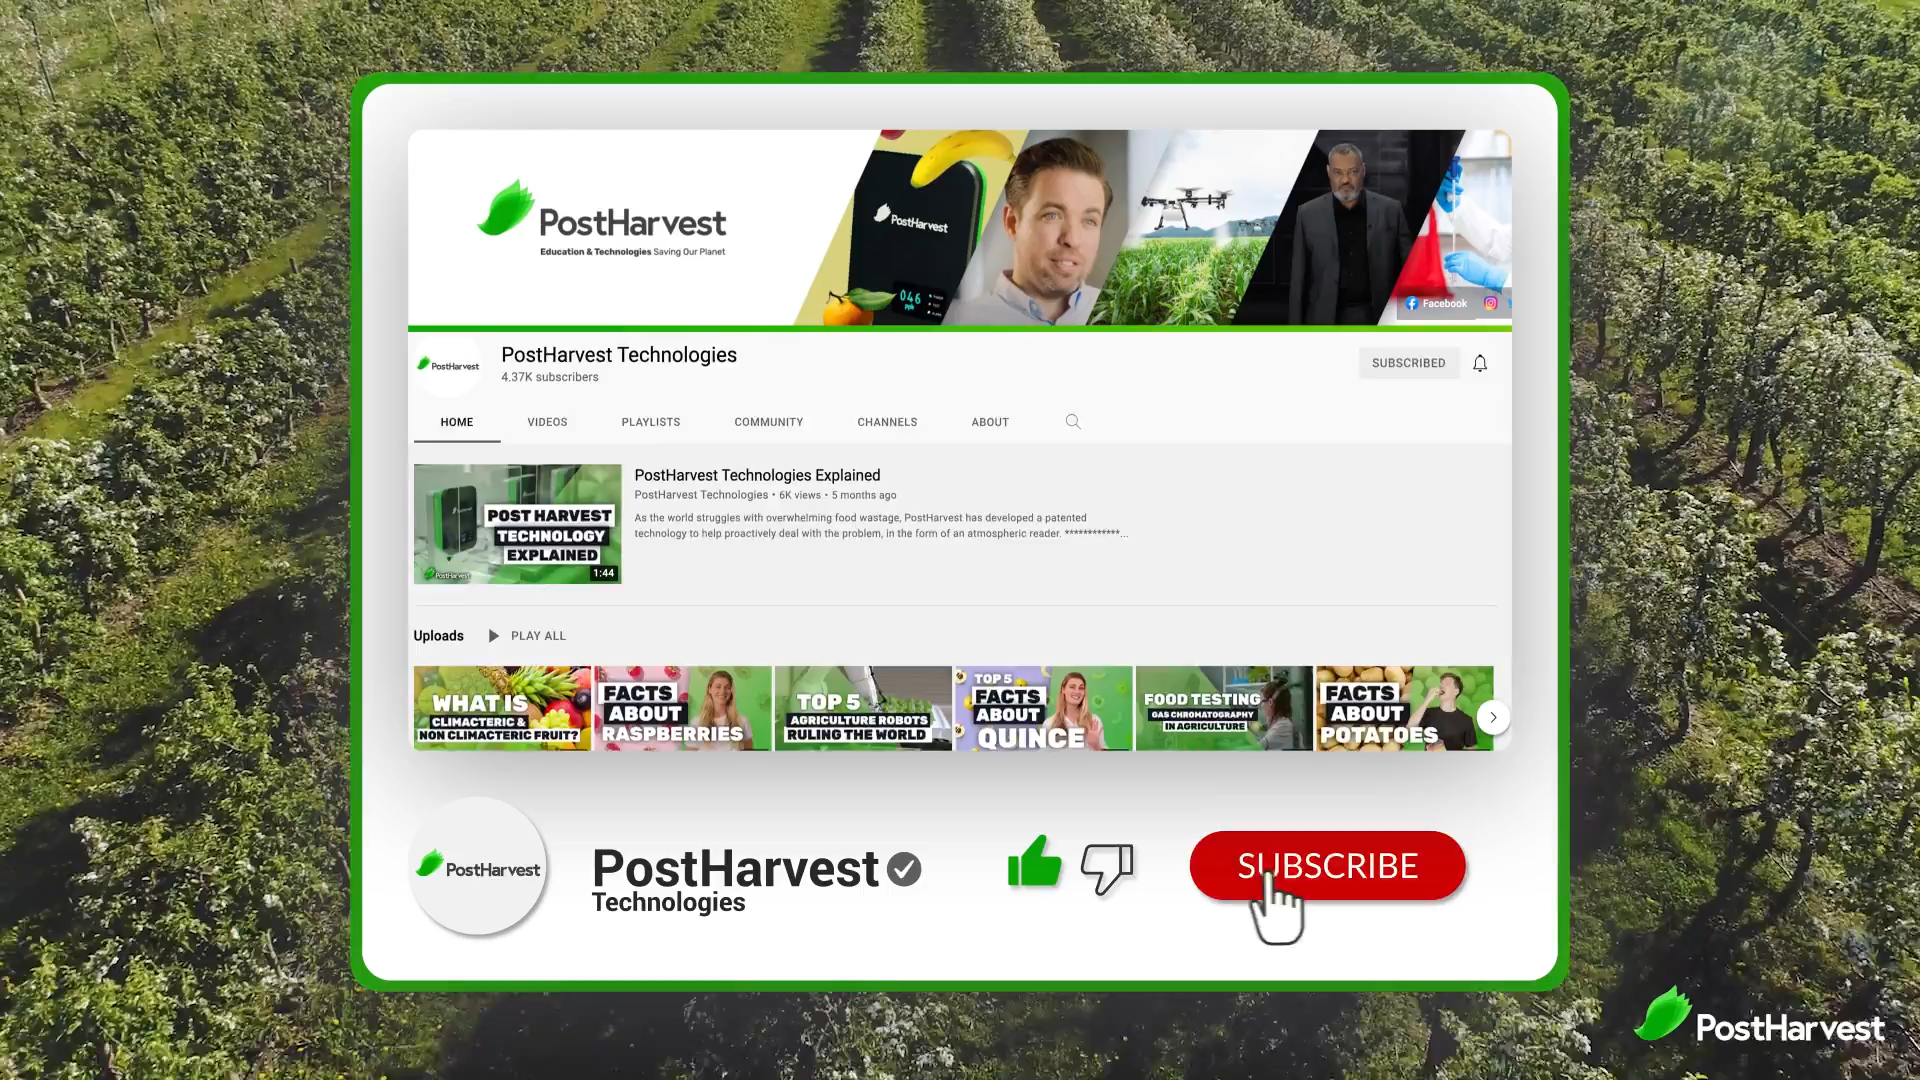 PostHarvest
Education & Technologies Saving Our Planet
PostHarvest
046
PPb
Facebook
PostHarvest
PostHarvest Technologies
4.37K subscribers
SUBSCRIBED
HOME VIDEOS PLAYLISTS COMMUNITY CHANNELS ABOUT
POST HARVEST
TECHNOLOGY
EXPLAINED
PostHarvest
1:44
PostHarvest Technologies Explained
PostHarvest Technologies • 6K views • 5 months ago
As the world struggles with overwhelming food wastage, PostHarvest has developed a patented
technology to help proactively deal with the problem, in the form of an atmospheric reader. ************...
Uploads PLAY ALL
WHAT IS
CLIMACTERIC &
NON CLIMACTERIC FRUIT?
FACTS
ABOUT
RASPBERRIES
TOP 5
AGRICULTURE ROBOTS
RULING THE WORLD
TOP 5
FACTS
ABOUT
QUINCE
FOOD TESTING
GAS CHROMATOGRAPHY
IN AGRICULTURE
FACTS
ABOUT
POTATOES
PostHarvest
PostHarvest
Technologies
SUBSCRIBE
PostHarvest